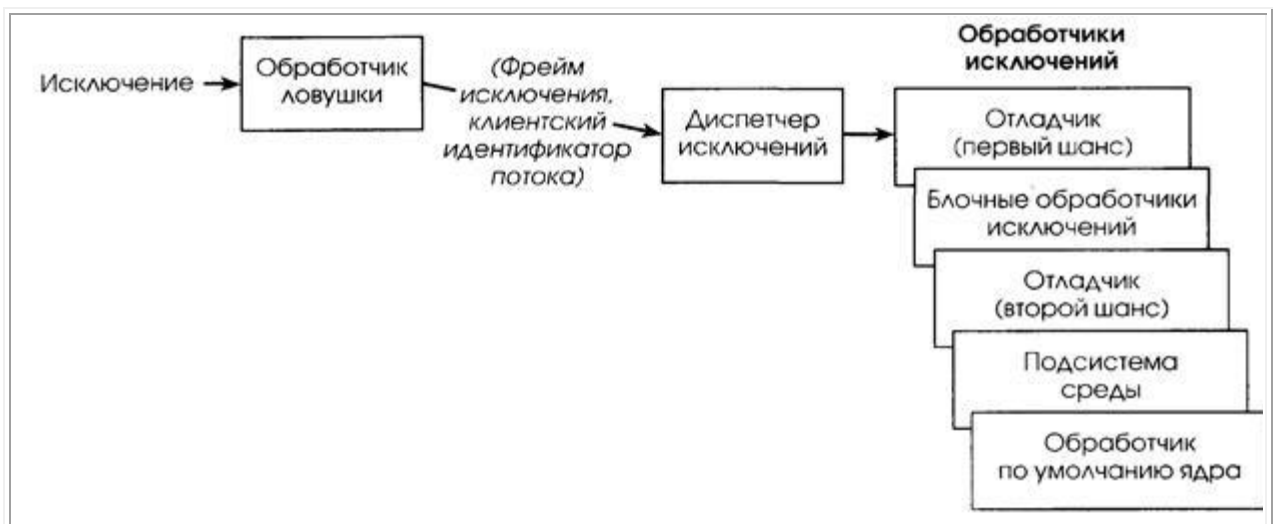 Обработчики
исключений
Исключение
Обработчик
ловушки
(Фрейм
исключения,
клиентский
идентификатор
потока)
Диспетчер
исключений
Отладчик
(первый шанс)
Блочные обработчики
исключений
Отладчик
(второй шанс)
Подсистема
среды
Обработчик
по умолчанию ядра